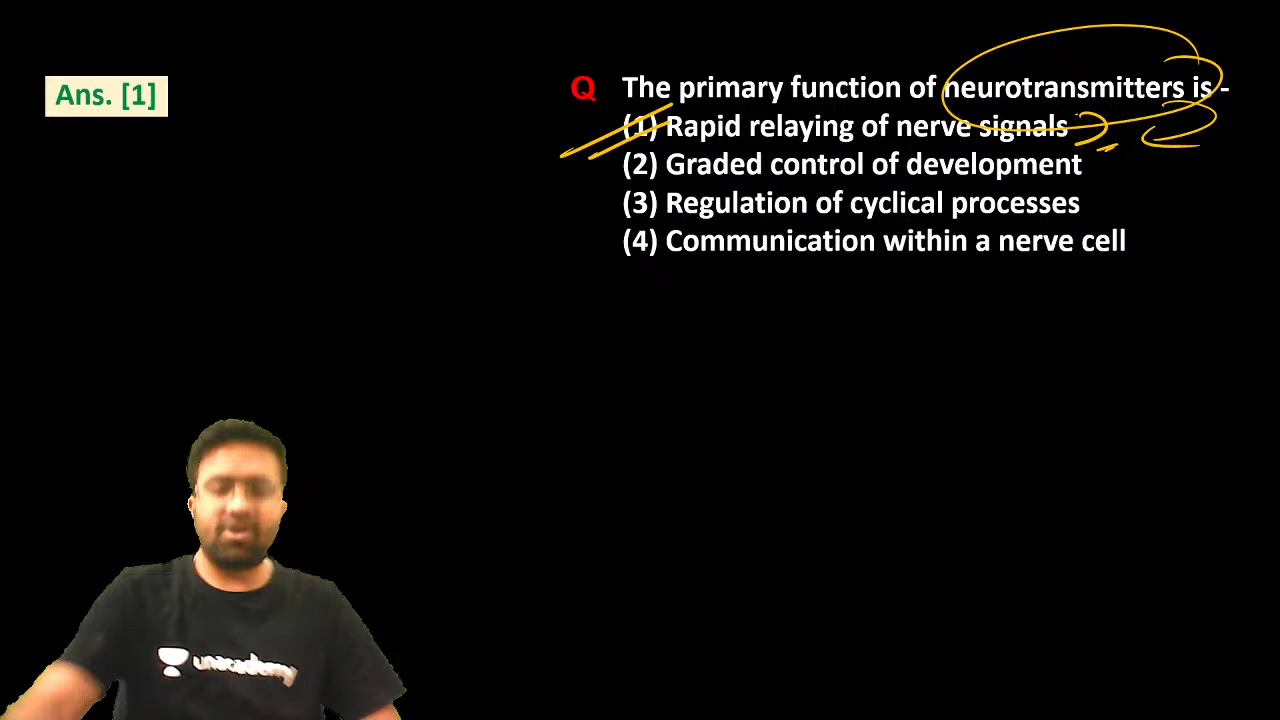 Ans. [1]
Q The primary function of neurotransmitters is -
(1) Rapid relaying of nerve signals
(2) Graded control of development
(3) Regulation of cyclical processes
(4) Communication within a nerve cell
unacademy